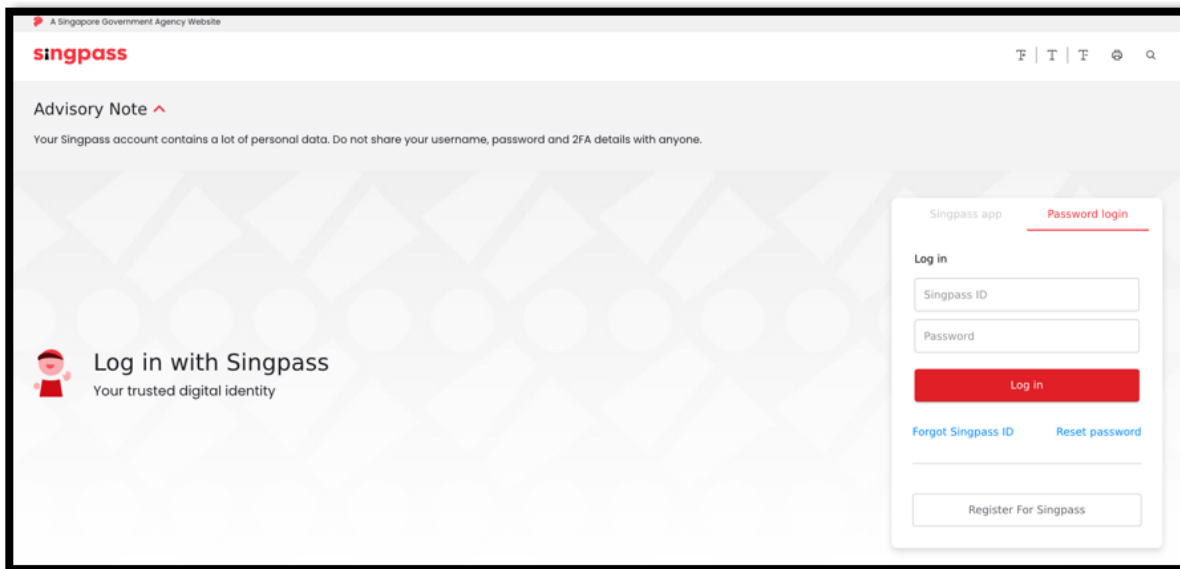 A Singapore Government Agency Website
singpass
T | T | T
Advisory Note
Your Singpass account contains a lot of personal data. Do not share your username, password and 2FA details with anyone.
Singpass app Password login
Log in
Singpass ID
Password
Log in with Singpass
Your trusted digital identity
Log in
Forgot Singpass ID Reset password
Register For Singpass